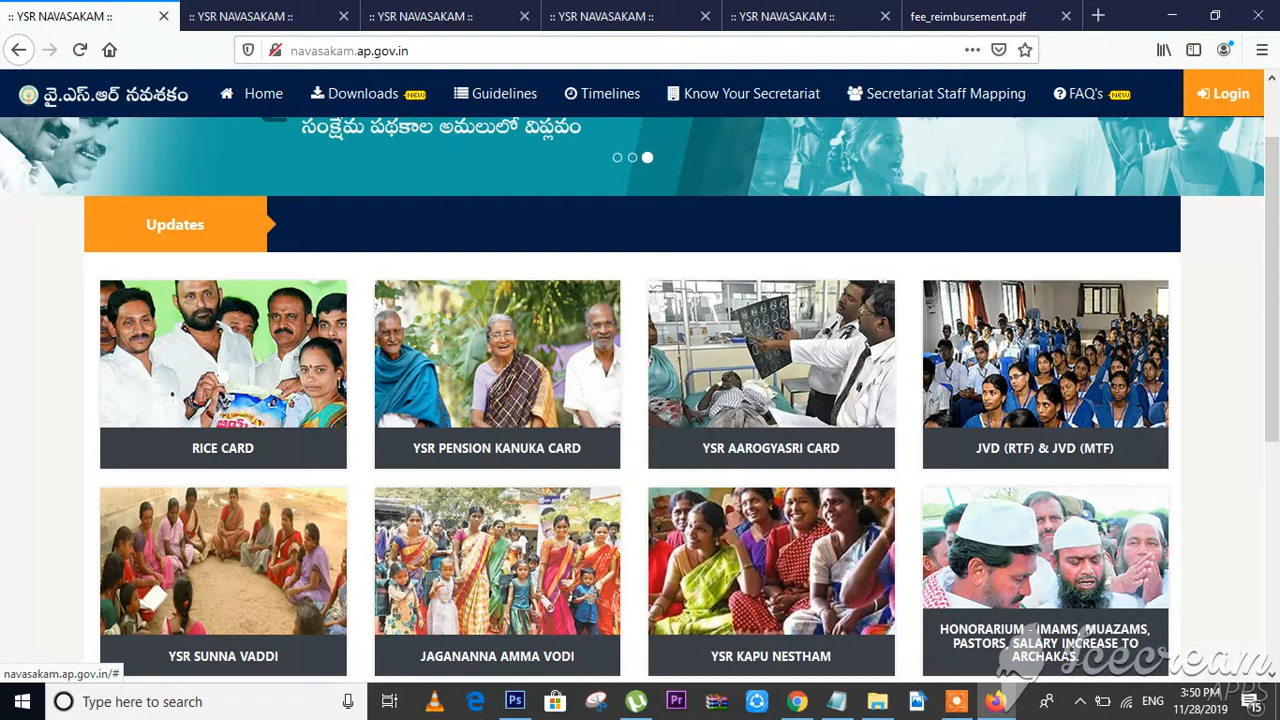 :: YSR NAVASAKAM ::
:: YSR NAVASAKAM ::
:: YSR NAVASAKAM ::
:: YSR NAVASAKAM ::
:: YSR NAVASAKAM ::
fee_reimbursement.pdf
navasakam.ap.gov.in
వై.ఎస్.ఆర్ నవశకం
Home
Downloads NEW
Guidelines
Timelines
Know Your Secretariat
Secretariat Staff Mapping
FAQ's NEW
Login
సంక్షేమ పథకాల అమలులో విప్లవం
Updates
RICE CARD
YSR PENSION KANUKA CARD
YSR AAROGYASRI CARD
JVD (RTF) & JVD (MTF)
YSR SUNNA VADDI
JAGANANNA AMMA VODI
YSR KAPU NESTHAM
HONORARIUM - IMAMS, MUAZAMS,
PASTORS, SALARY INCREASE TO
ARCHAKAS.
icecream
APPS
navasakam.ap.gov.in/#
Type here to search
Ps
Pr
ENG
3:50 PM
11/28/2019
15